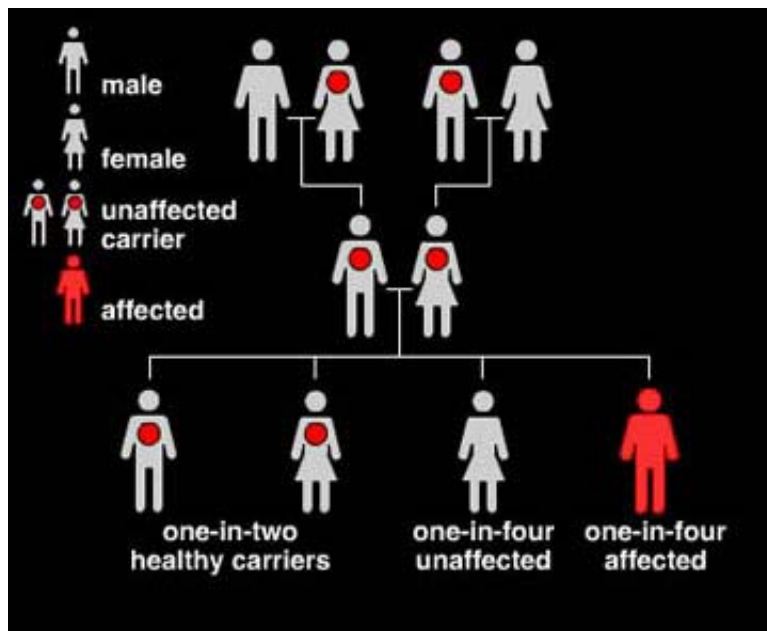 male
female
unaffected
carrier
affected
one-in-two
healthy carriers
one-in-four
unaffected
one-in-four
affected